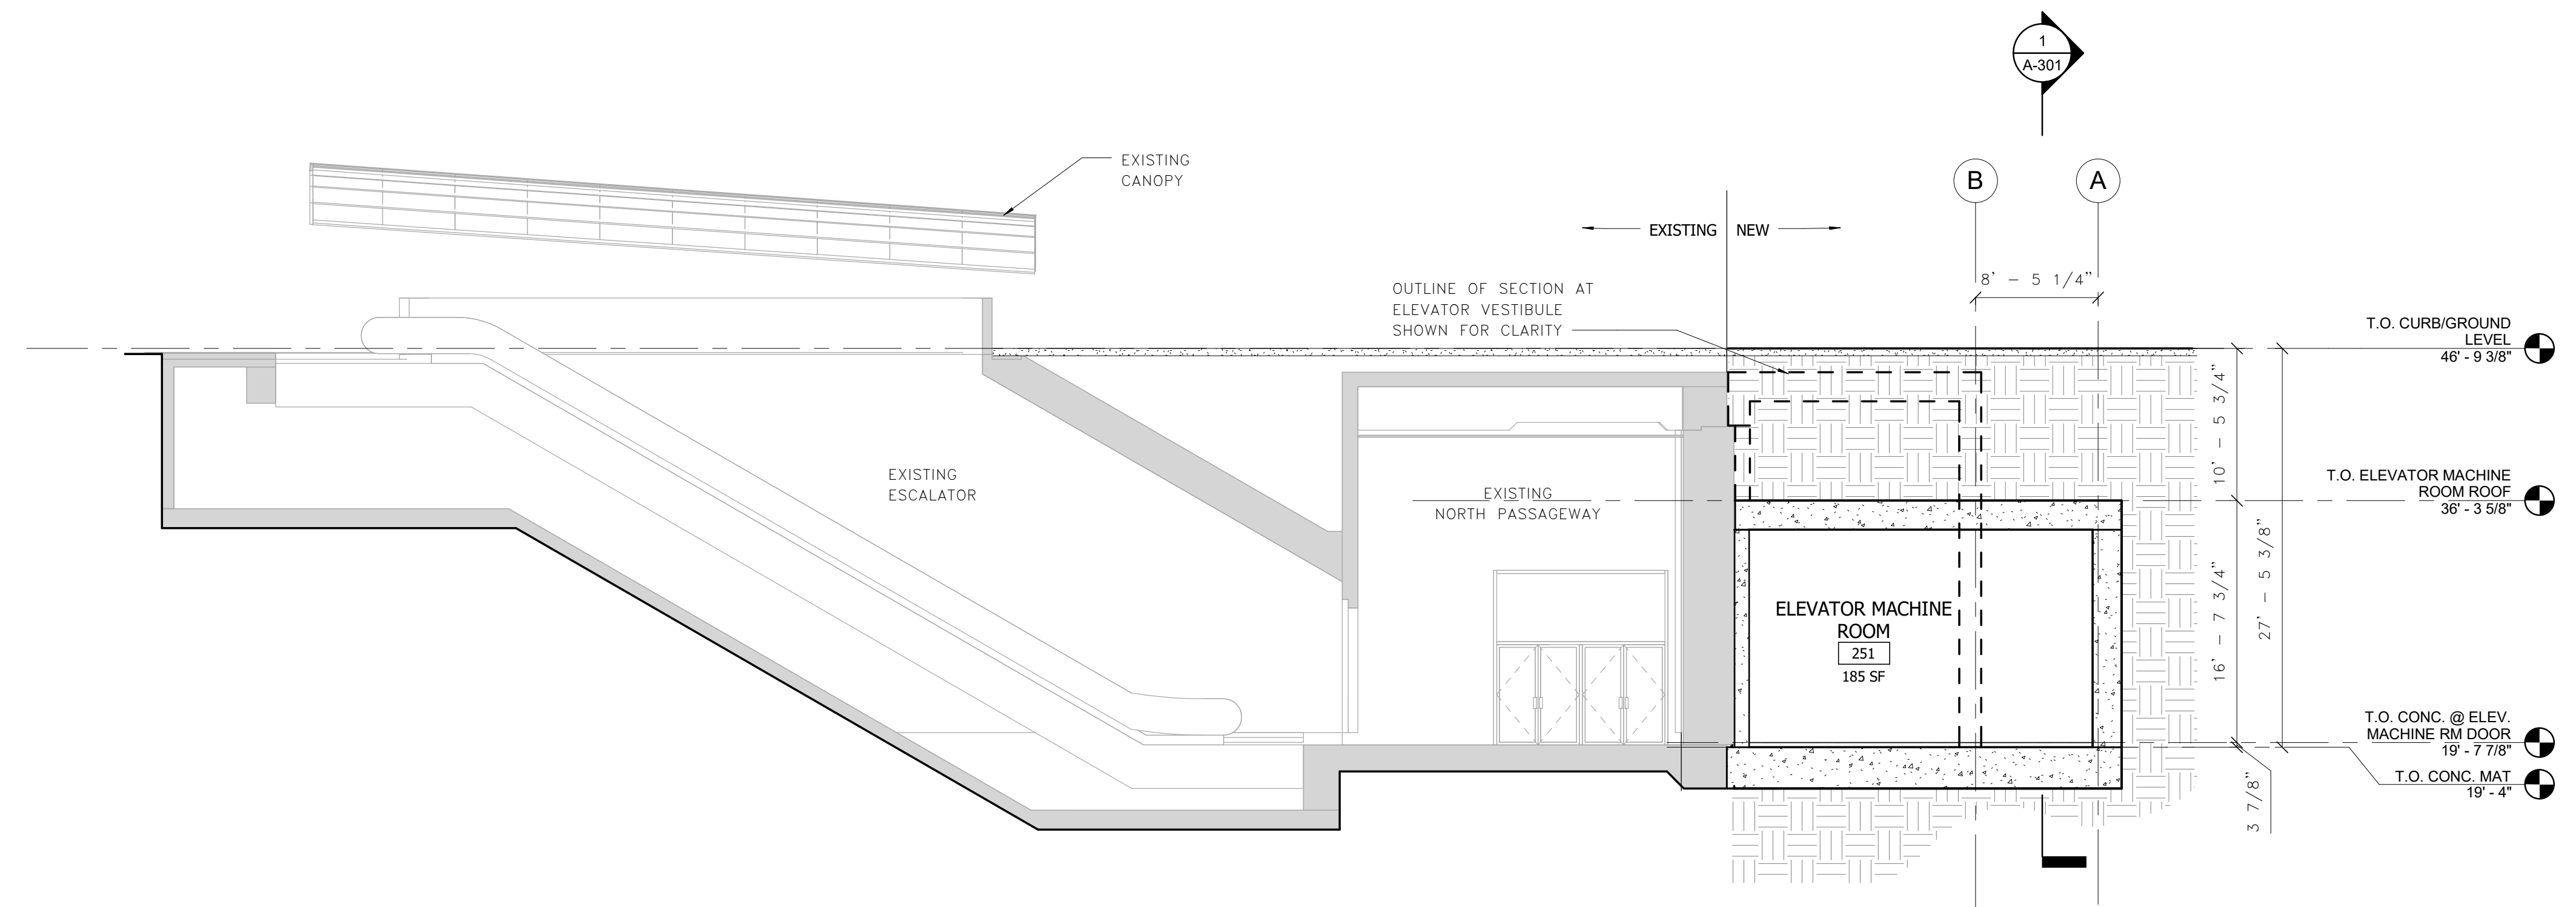 1
A-301
EXISTING
CANOPY
B
A
EXISTING
NEW
8' - 5 1/4"
OUTLINE OF SECTION AT
ELEVATOR VESTIBULE
SHOWN FOR CLARITY
T.O. CURB/GROUND
LEVEL
46' - 9 3/8"
10' - 5 3/4"
EXISTING
ESCALATOR
EXISTING
NORTH PASSAGEWAY
T.O. ELEVATOR MACHINE
ROOM ROOF
36' - 3 5/8"
27' - 5 3/8"
16' - 7 3/4"
ELEVATOR MACHINE
ROOM
251
185 SF
T.O. CONC. @ ELEV.
MACHINE RM DOOR
19' - 7 7/8"
T.O. CONC. MAT
19' - 4"
3 7/8"